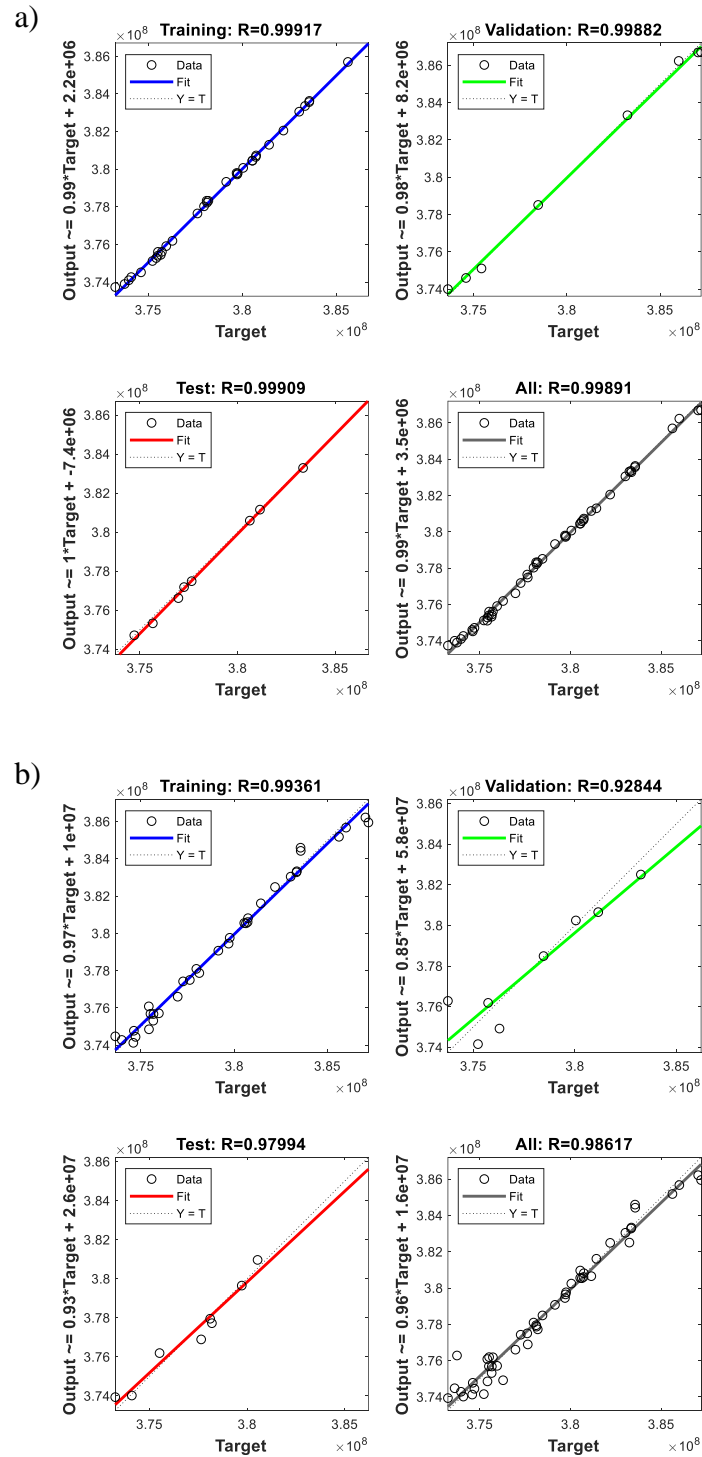 a)
Training: R=0.99917
×10^8
Output ~= 0.99*Target + 2.2e+06
3.86
3.84
3.82
3.8
3.78
3.76
3.74
Data
Fit
Y = T
3.75
3.8
3.85
Target
×10^8
Validation: R=0.99882
×10^8
Output ~= 0.98*Target + 8.2e+06
3.86
3.84
3.82
3.8
3.78
3.76
3.74
Data
Fit
Y = T
3.75
3.8
3.85
Target
×10^8
Test: R=0.99909
×10^8
Output ~= 1*Target + -7.4e+06
3.86
3.84
3.82
3.8
3.78
3.76
3.74
Data
Fit
Y = T
3.75
3.8
3.85
Target
×10^8
All: R=0.99891
×10^8
Output ~= 0.99*Target + 3.5e+06
3.86
3.84
3.82
3.8
3.78
3.76
3.74
Data
Fit
Y = T
3.75
3.8
3.85
Target
×10^8
b)
Training: R=0.99361
×10^8
Output ~= 0.97*Target + 1e+07
3.86
3.84
3.82
3.8
3.78
3.76
3.74
Data
Fit
Y = T
3.75
3.8
3.85
Target
×10^8
Validation: R=0.92844
×10^8
Output ~= 0.85*Target + 5.8e+07
3.86
3.84
3.82
3.8
3.78
3.76
3.74
Data
Fit
Y = T
3.75
3.8
3.85
Target
×10^8
Test: R=0.97994
×10^8
Output ~= 0.93*Target + 2.6e+07
3.86
3.84
3.82
3.8
3.78
3.76
3.74
Data
Fit
Y = T
3.75
3.8
3.85
Target
×10^8
All: R=0.98617
×10^8
Output ~= 0.96*Target + 1.6e+07
3.86
3.84
3.82
3.8
3.78
3.76
3.74
Data
Fit
Y = T
3.75
3.8
3.85
Target
×10^8